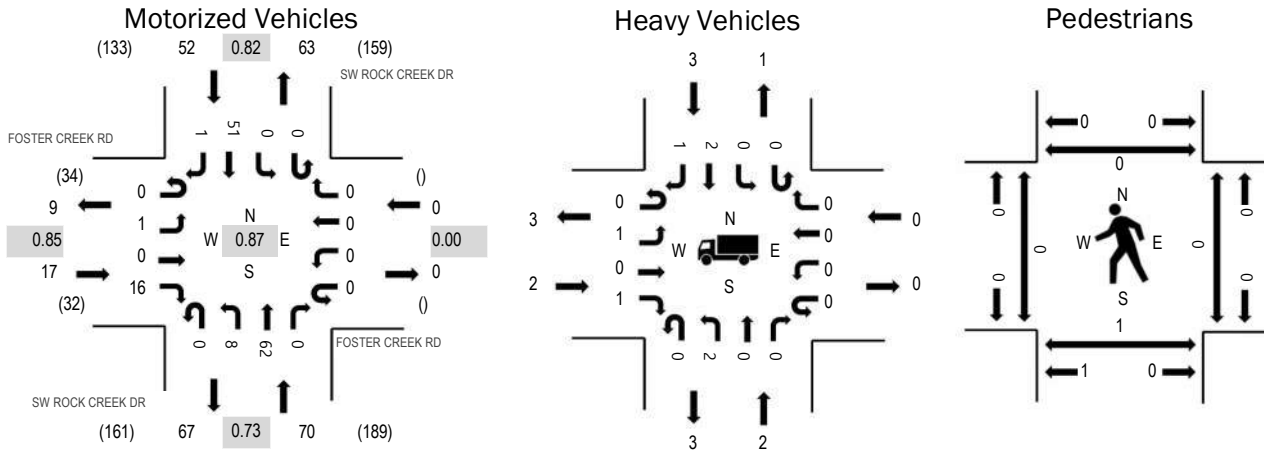 Motorized Vehicles
(133) 52 0.82 63 (159)
SW ROCK CREEK DR
FOSTER CREEK RD
1 51 0 0
(34)
9
0.85
17
(32)
0
1
0
16
N
W 0.87 E
S
0
0
0
0
()
0
0.00
0
()
0 8 62 0
FOSTER CREEK RD
SW ROCK CREEK DR
(161) 67 0.73 70 (189)
Heavy Vehicles
3 1
1 2 0 0
3
2
0
1
0
1
N
W E
S
0
0
0
0
0
0
0 2 0 0
3 2
Pedestrians
0 0
0
0
0
0
N
W E
S
0
0
0
1
1 0